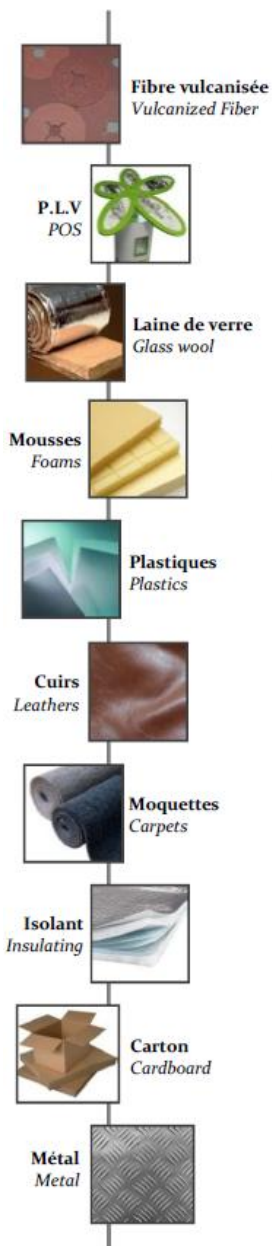 Fibre vulcanisée
Vulcanized Fiber
P.L.V
POS
Laine de verre
Glass wool
Mousses
Foams
Plastiques
Plastics
Cuirs
Leathers
Moquettes
Carpets
Isolant
Insulating
Carton
Cardboard
Métal
Metal